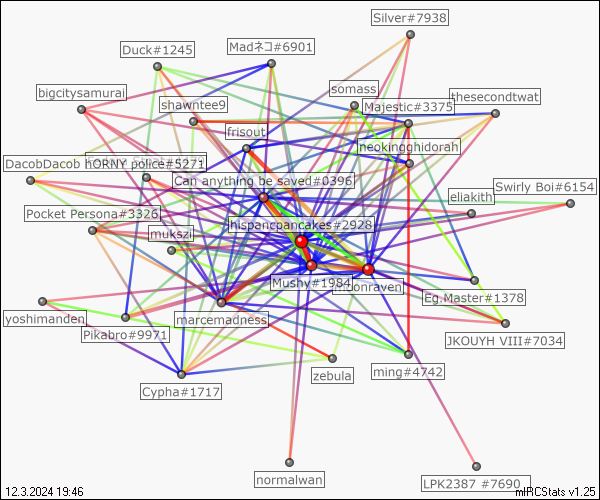 Silver#7938
Duck#1245
Madネコ#6901
bigcitysamurai
somass
thesecondtwat
shawntee9
Majestic#3375
frisout
neokingghidorah
DacobDacob
hORNY police#5271
Can anything be saved#0396
Swirly Boi#6154
eliakith
Pocket Persona#3326
hispanicpancakes#2928
mukszi
Mushy#1984
m00nraven
Eg.Master#1378
yoshimanden
marcemadness
Pikabro#9971
JKOUYH VIII#7034
zebula
ming#4742
Cypha#1717
normalwan
LPK2387 #7690
12.3.2024 19:46
mIRCStats v1.25